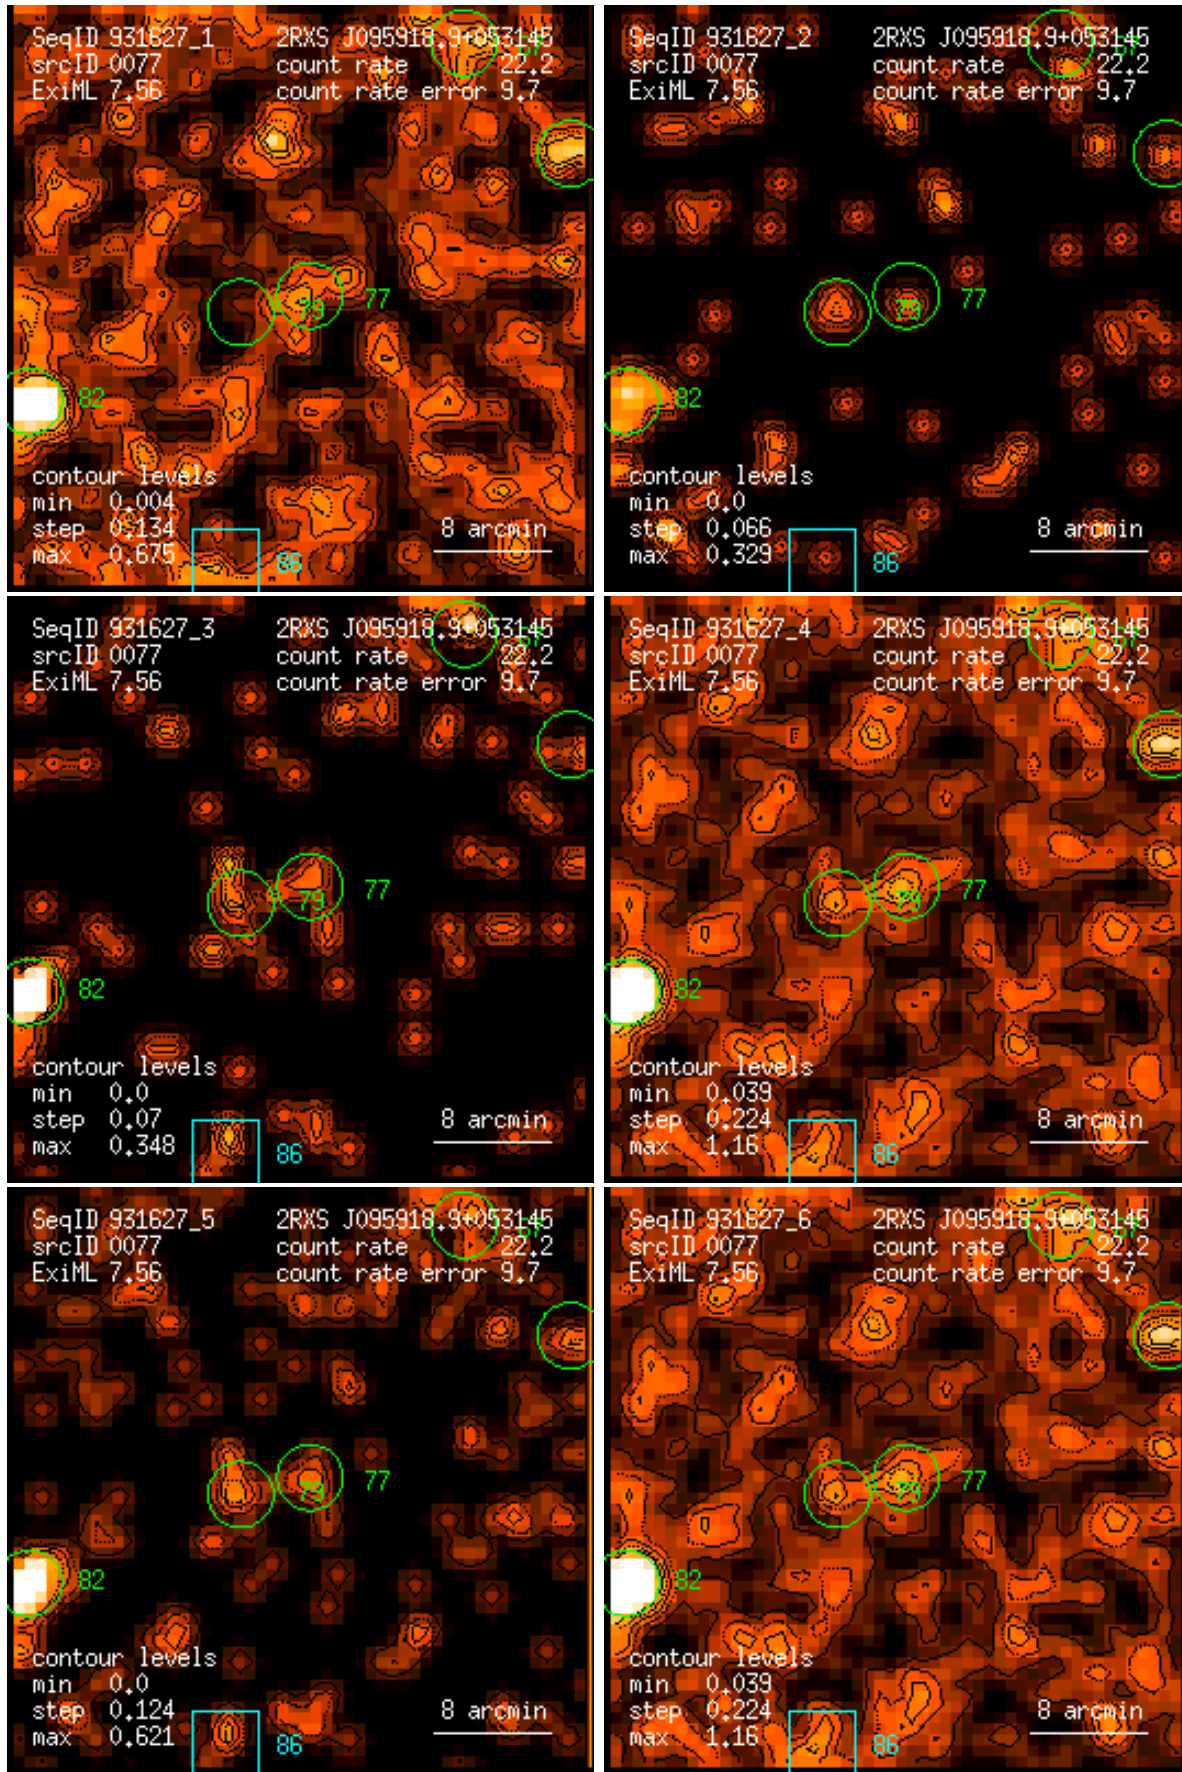 SeqID 931627_1 2RXS J095918.9+053145
srcID 0077 count rate 22.2
ExiML 7.56 count rate error 9.7
79 77
82
contour levels
min 0.004
step 0.134 8 arcmin
max 0.675 86
SeqID 931627_2 2RXS J095918.9+053145
srcID 0077 count rate 22.2
ExiML 7.56 count rate error 9.7
79 77
82
contour levels
min 0.0
step 0.066 8 arcmin
max 0.329 86
SeqID 931627_3 2RXS J095918.9+053145
srcID 0077 count rate 22.2
ExiML 7.56 count rate error 9.7
79 77
82
contour levels
min 0.0
step 0.07 8 arcmin
max 0.348 86
SeqID 931627_4 2RXS J095918.9+053145
srcID 0077 count rate 22.2
ExiML 7.56 count rate error 9.7
79 77
82
contour levels
min 0.039
step 0.224 8 arcmin
max 1.16 86
SeqID 931627_5 2RXS J095918.9+053145
srcID 0077 count rate 22.2
ExiML 7.56 count rate error 9.7
79 77
82
contour levels
min 0.0
step 0.124 8 arcmin
max 0.621 86
SeqID 931627_6 2RXS J095918.9+053145
srcID 0077 count rate 22.2
ExiML 7.56 count rate error 9.7
79 77
82
contour levels
min 0.039
step 0.224 8 arcmin
max 1.16 86